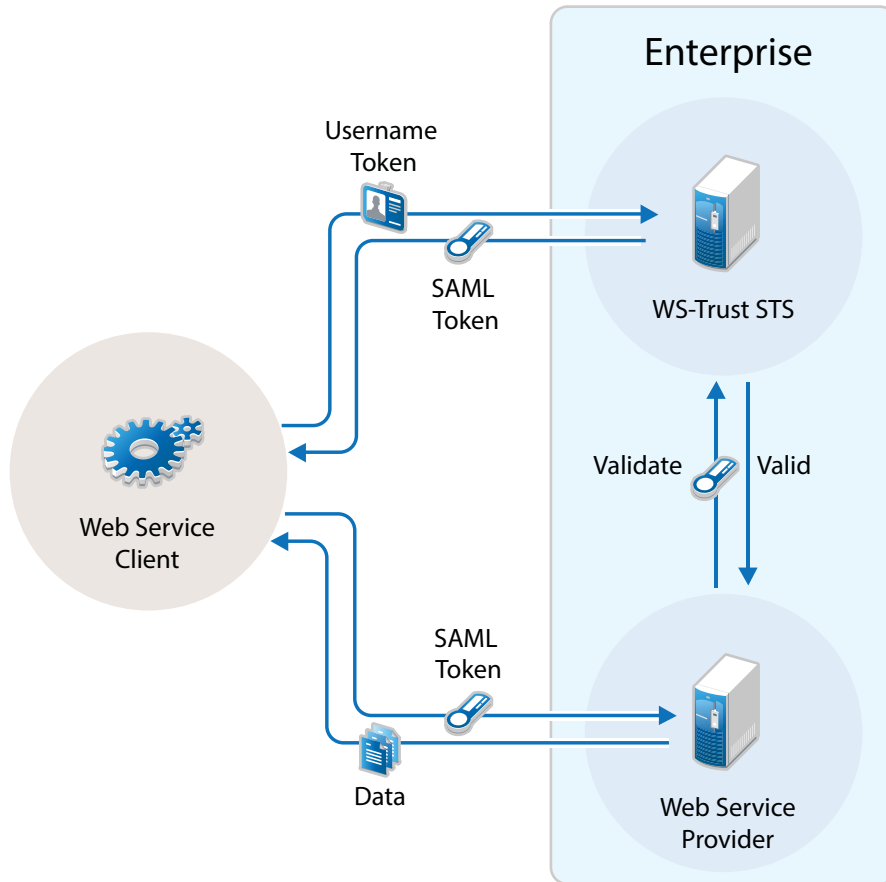 Enterprise
Username
Token
SAML
Token
WS-Trust STS
Validate
Valid
Web Service
Client
SAML
Token
Data
Web Service
Provider